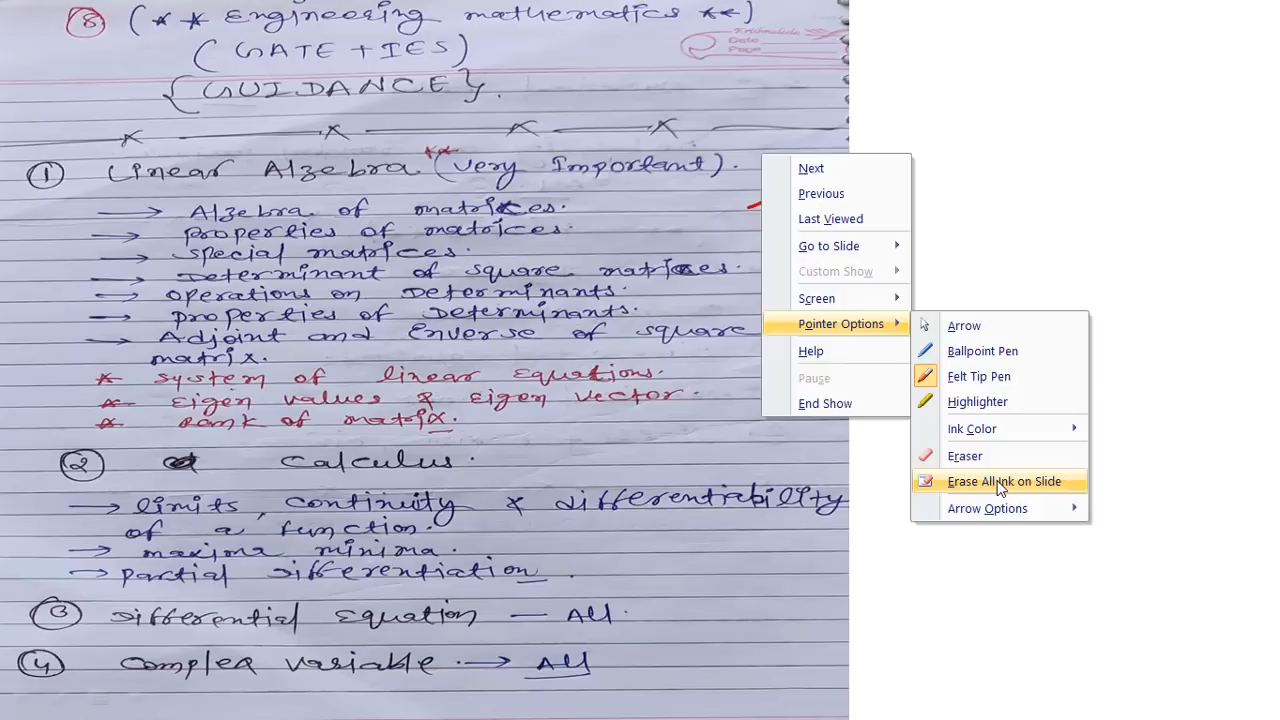 8 (** Engineering mathematics **)
(GATE + IES)
{GUIDANCE}.
Date
Page
① Linear Algebra ** (very Important).
→ Algebra of matrices.
→ properties of matrices.
→ special matrices.
→ Determinant of square matrices.
→ operations on Determinants.
→ properties of Determinants.
→ Adjoint and Enverse of square
matrix.
* system of linear Equations.
* Eigen values & Eigen vector.
* Rank of matrix.
② Calculus.
→ limits, continuity & differentiability
of a function.
→ maxima minima.
→ partial Differentiation.
③ Differential Equation — All.
④ Complex variable. → All
Next
Previous
Last Viewed
Go to Slide
Custom Show
Screen
Pointer Options
Help
Pause
End Show
Arrow
Ballpoint Pen
Felt Tip Pen
Highlighter
Ink Color
Eraser
Erase All Ink on Slide
Arrow Options